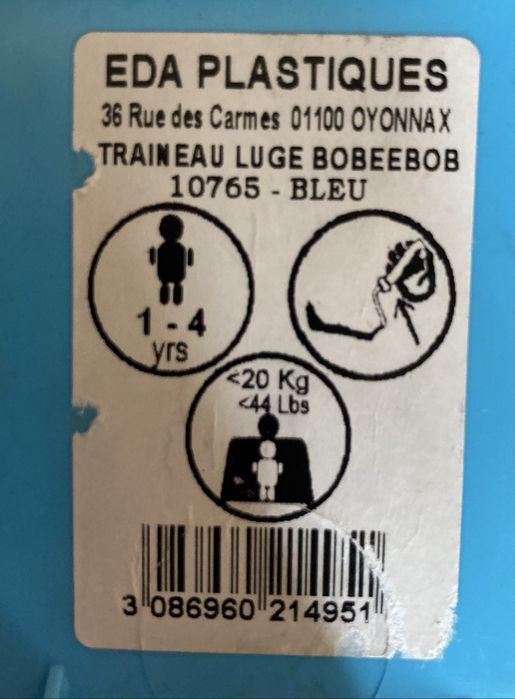 EDA PLASTIQUES
36 Rue des Carmes 01100 OYONNAX
TRAINEAU LUGE BOBEEBOB
10765 - BLEU
1 - 4
yrs
<20 Kg
<44 Lbs
3 086960 214951